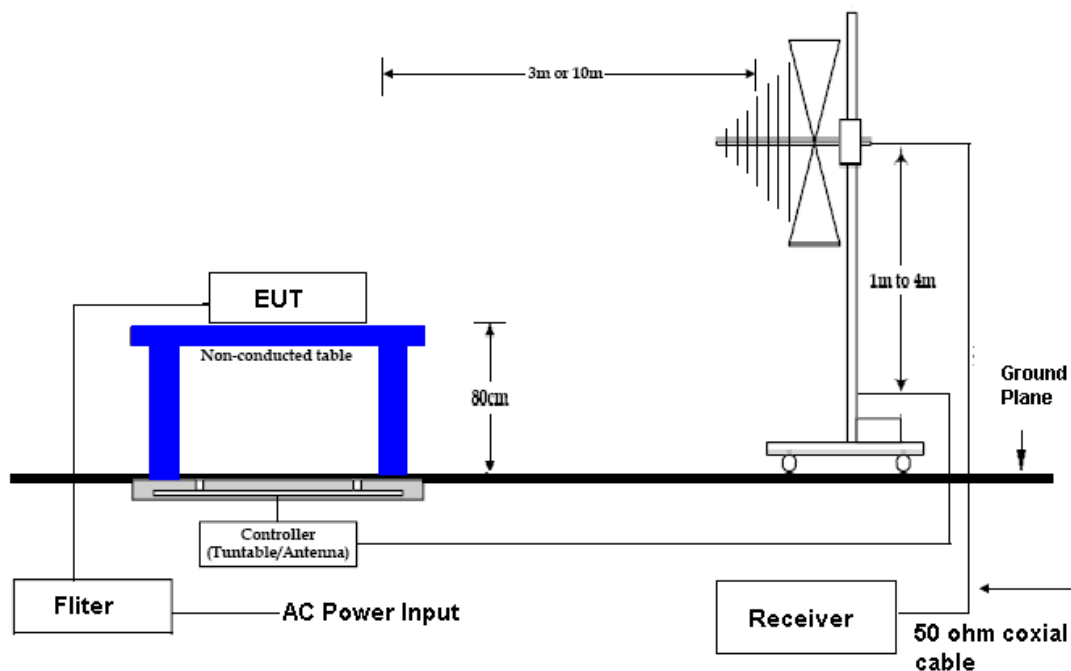 3m or 10m
EUT
1m to 4m
Non-conducted table
80cm
Ground
Plane
Controller
(Tuntable/Antenna)
Fliter
AC Power Input
Receiver
50 ohm coxial
cable